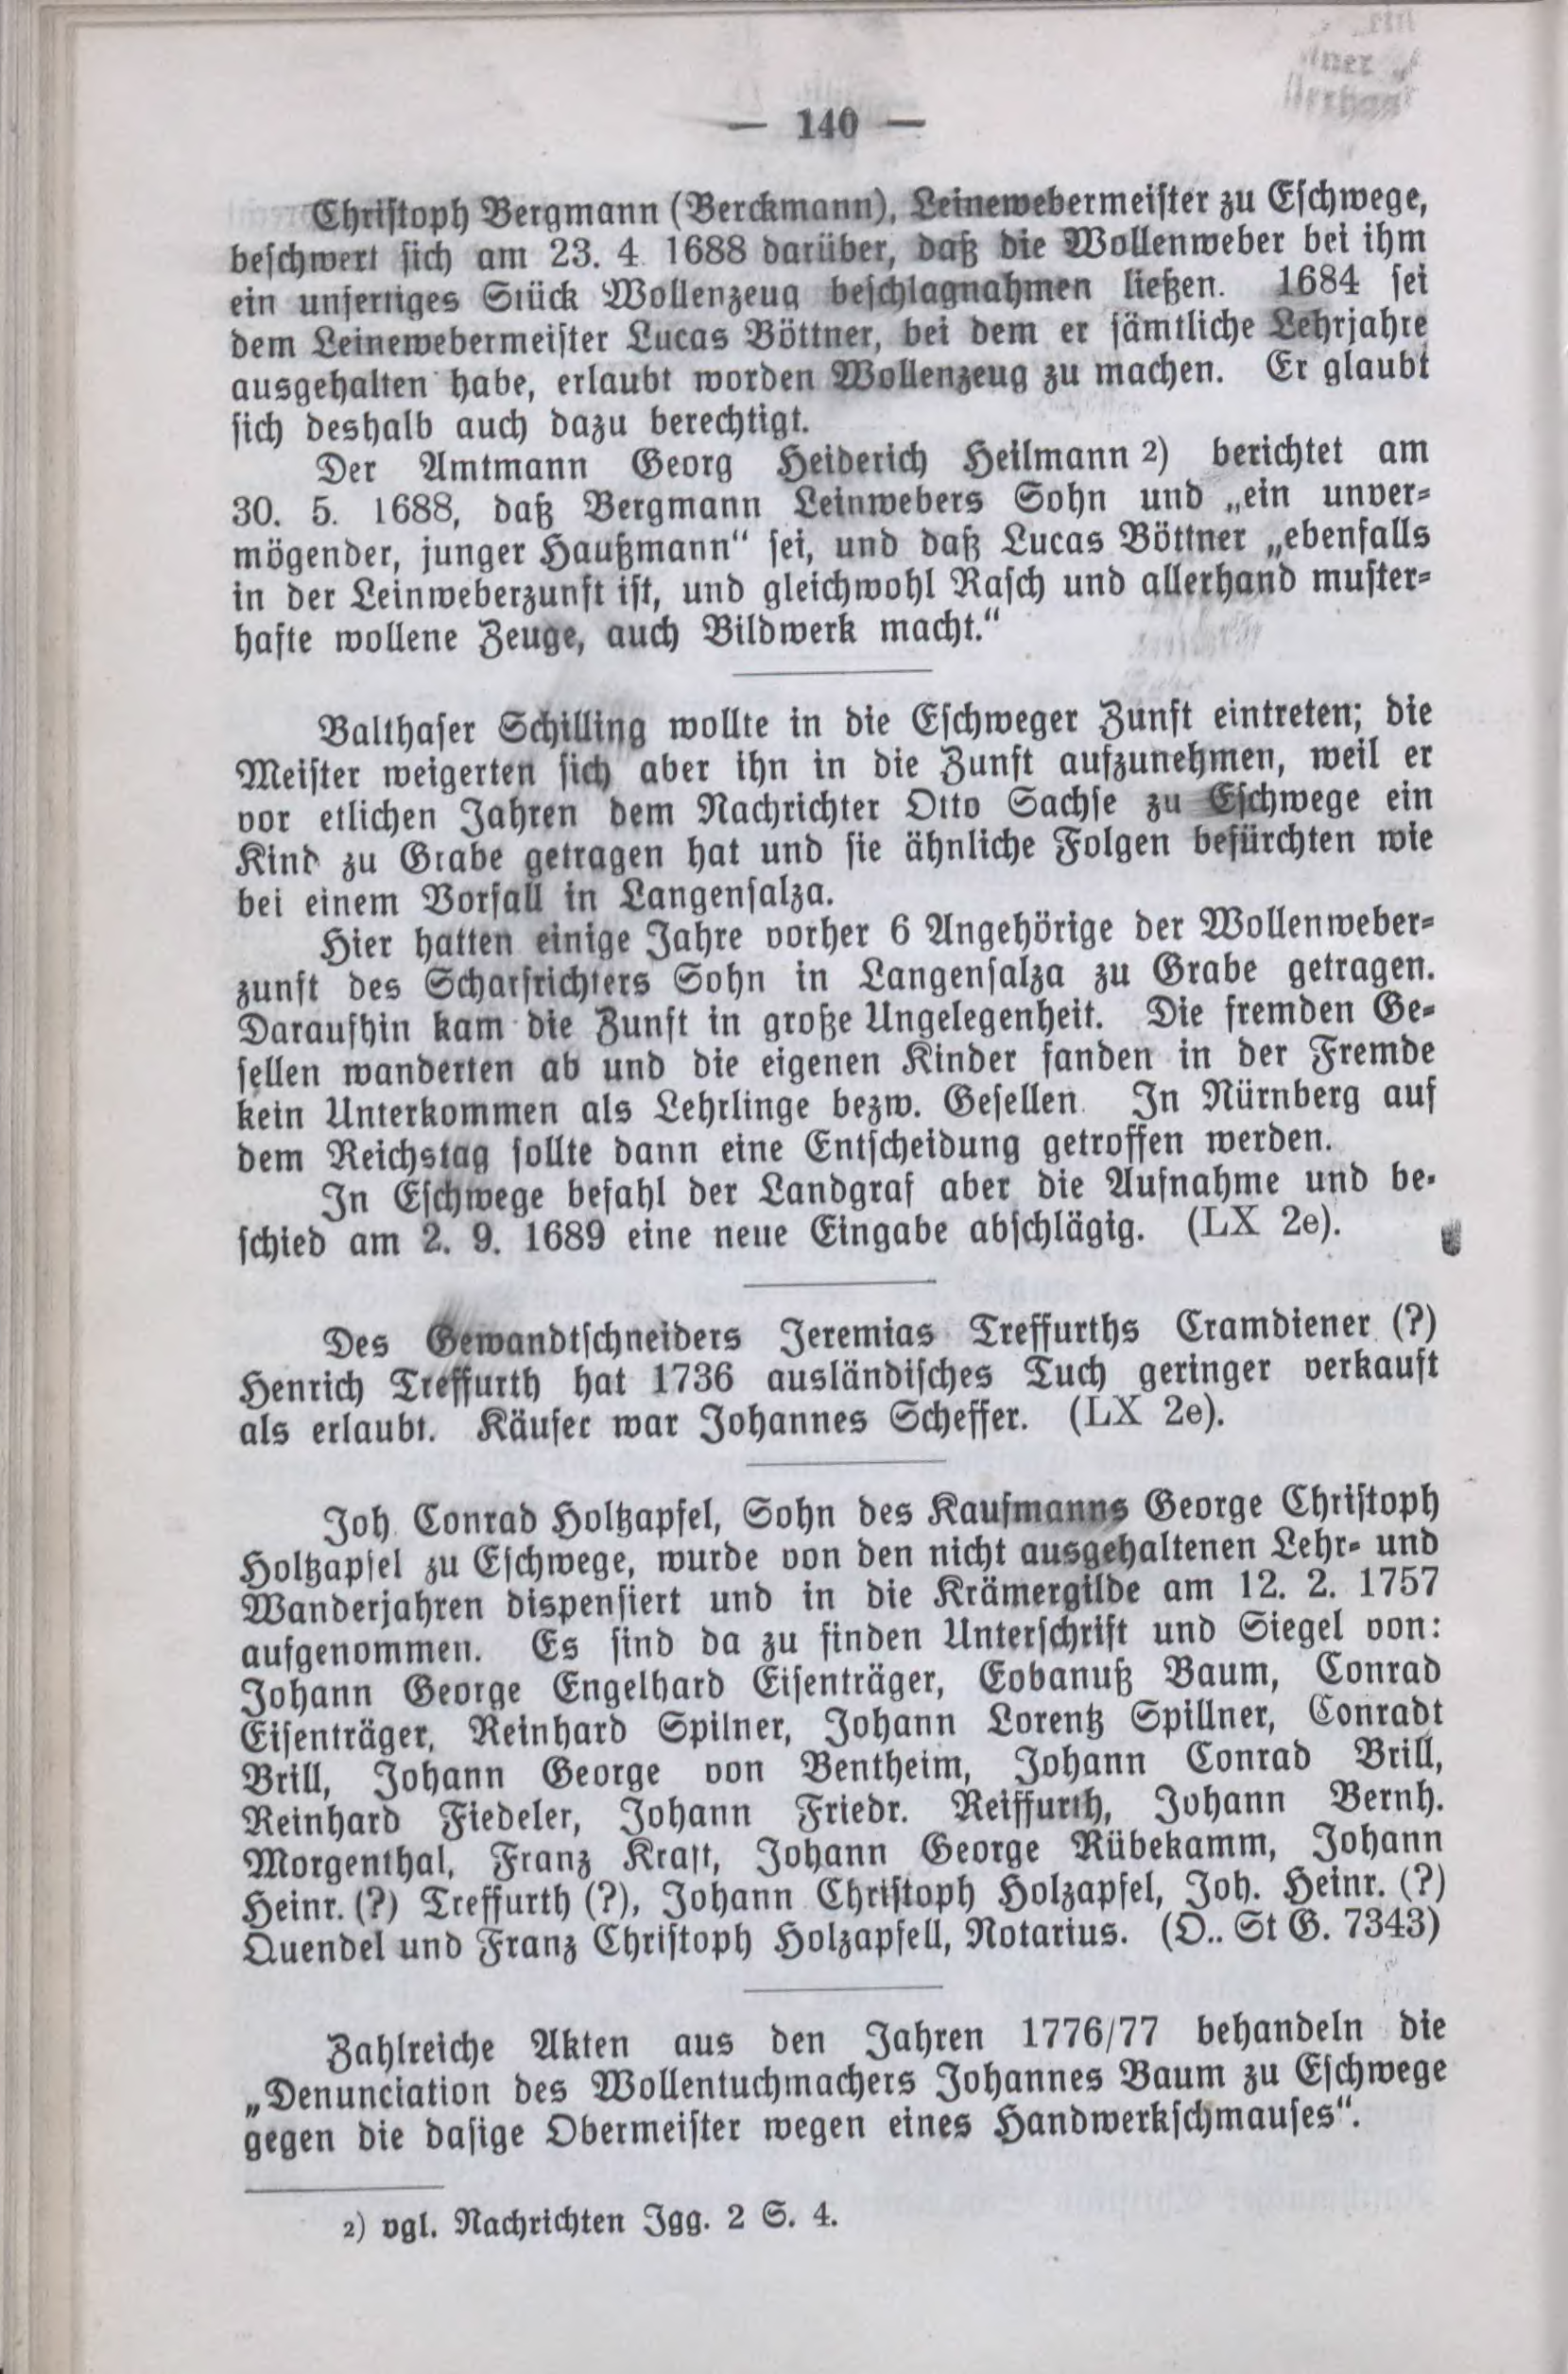 — 140 —
Christoph Bergmann (Berckmann), Leinewebermeister zu Eschwege,
beschwert sich am 23. 4. 1688 darüber, daß die Wollenweber bei ihm
ein unfertiges Stück Wollenzeug beschlagnahmen ließen. 1684 sei
dem Leinewebermeister Lucas Böttner, bei dem er sämtliche Lehrjahre
ausgehalten habe, erlaubt worden Wollenzeug zu machen. Er glaubt
sich deshalb auch dazu berechtigt.
Der Amtmann Georg Heiderich Heilmann 2) berichtet am
30. 5. 1688, daß Bergmann Leinwebers Sohn und „ein unver-
mögender, junger Haußmann“ sei, und daß Lucas Böttner „ebenfalls
in der Leinweberzunft ist, und gleichwohl Rasch und allerhand muster-
hafte wollene Zeuge, auch Bildwerk macht.“
Balthaser Schilling wollte in die Eschweger Zunft eintreten; die
Meister weigerten sich aber ihn in die Zunft aufzunehmen, weil er
vor etlichen Jahren dem Nachrichter Otto Sachse zu Eschwege ein
Kind zu Grabe getragen hat und sie ähnliche Folgen befürchten wie
bei einem Vorfall in Langensalza.
Hier hatten einige Jahre vorher 6 Angehörige der Wollenweber-
zunft des Scharfrichters Sohn in Langensalza zu Grabe getragen.
Daraufhin kam die Zunft in große Ungelegenheit. Die fremden Ge-
sellen wanderten ab und die eigenen Kinder fanden in der Fremde
kein Unterkommen als Lehrlinge bezw. Gesellen. In Nürnberg auf
dem Reichstag sollte dann eine Entscheidung getroffen werden.
In Eschwege befahl der Landgraf aber die Aufnahme und be-
schied am 2. 9. 1689 eine neue Eingabe abschlägig. (LX 2e).
Des Gewandtschneiders Jeremias Treffurths Cramdiener (?)
Henrich Treffurth hat 1736 ausländisches Tuch geringer verkauft
als erlaubt. Käufer war Johannes Scheffer. (LX 2e).
Joh. Conrad Holtzapfel, Sohn des Kaufmanns George Christoph
Holtzapfel zu Eschwege, wurde von den nicht ausgehaltenen Lehr- und
Wanderjahren dispensiert und in die Krämergilde am 12. 2. 1757
aufgenommen. Es sind da zu finden Unterschrift und Siegel von:
Johann George Engelhard Eisenträger, Eobanuß Baum, Conrad
Eisenträger, Reinhard Spilner, Johann Lorentz Spillner, Conradt
Brill, Johann George von Bentheim, Johann Conrad Brill,
Reinhard Fiedeler, Johann Friedr. Reiffurth, Johann Bernh.
Morgenthal, Franz Kraft, Johann George Rübekamm, Johann
Heinr. (?) Treffurth (?), Johann Christoph Holzapfel, Joh. Heinr. (?)
Quendel und Franz Christoph Holzapfell, Notarius. (O.. St G. 7343)
Zahlreiche Akten aus den Jahren 1776/77 behandeln die
„Denunciation des Wollentuchmachers Johannes Baum zu Eschwege
gegen die dasige Obermeister wegen eines Handwerkschmauses“.
2) vgl. Nachrichten Jgg. 2 S. 4.